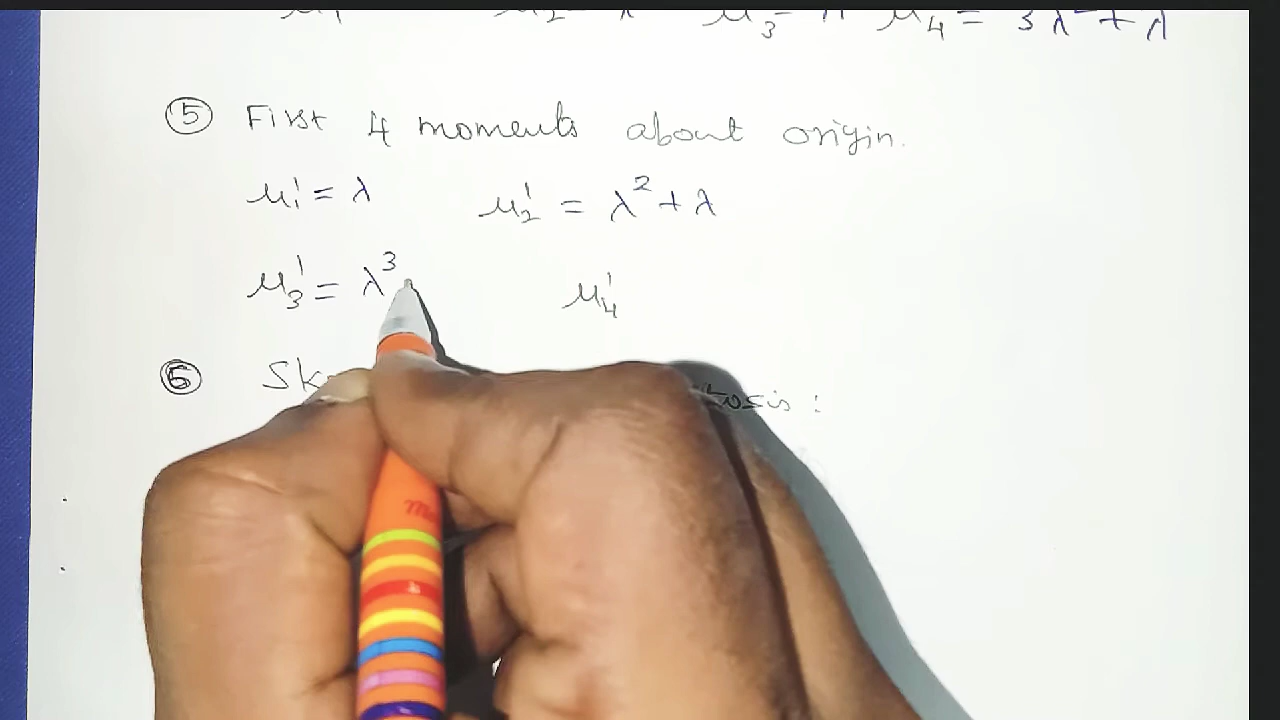 μ₄ = 3λ² + λ
⑤ First 4 moments about origin.
μ₁' = λ μ₂' = λ² + λ
μ₃' = λ³ μ₄'
⑥ :